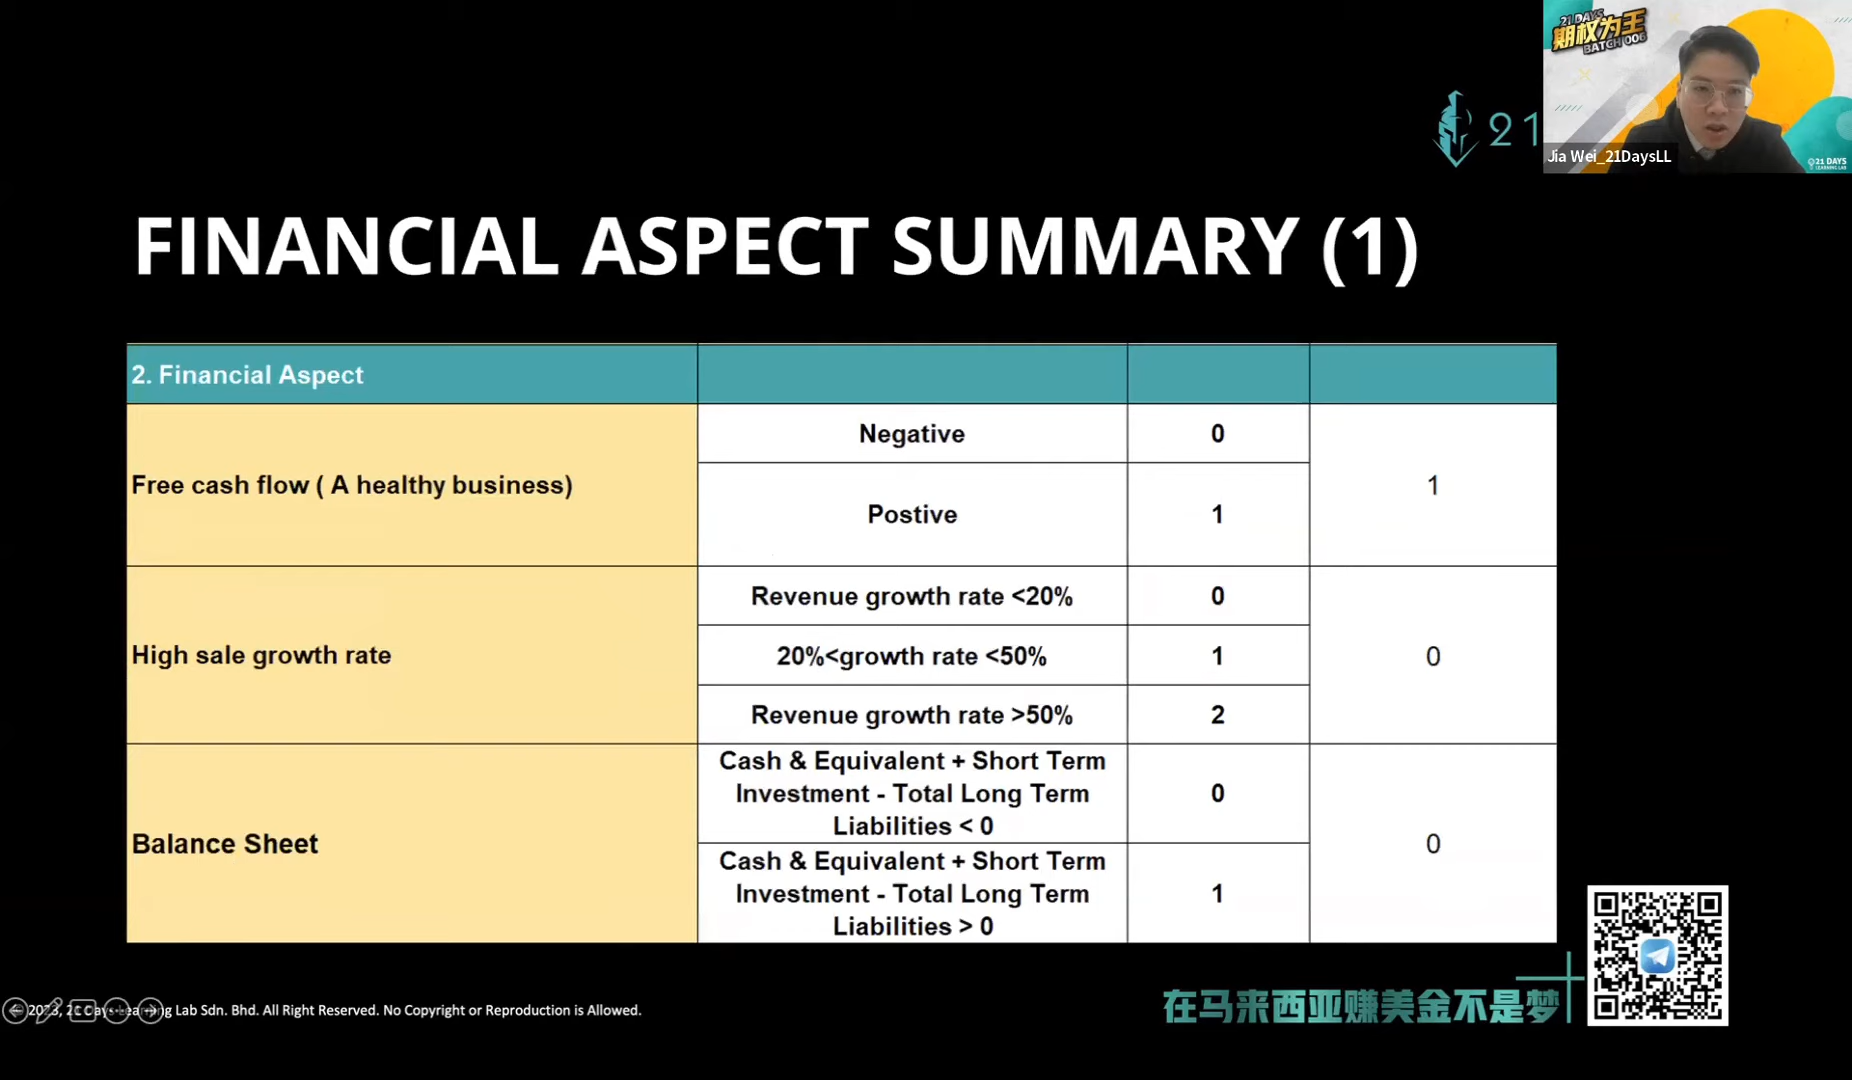 21 DAYS
期权为王
BATCH 006
21
Jia Wei_21DaysLL
21 DAYS
LEARNING LAB
FINANCIAL ASPECT SUMMARY (1)
2. Financial Aspect
Free cash flow ( A healthy business)
Negative
0
Postive
1
1
High sale growth rate
Revenue growth rate <20%
0
20%<growth rate <50%
1
Revenue growth rate >50%
2
0
Balance Sheet
Cash & Equivalent + Short Term
Investment - Total Long Term
Liabilities < 0
0
Cash & Equivalent + Short Term
Investment - Total Long Term
Liabilities > 0
1
0
在马来西亚赚美金不是梦
2023, 21 Days Learning Lab Sdn. Bhd. All Right Reserved. No Copyright or Reproduction is Allowed.